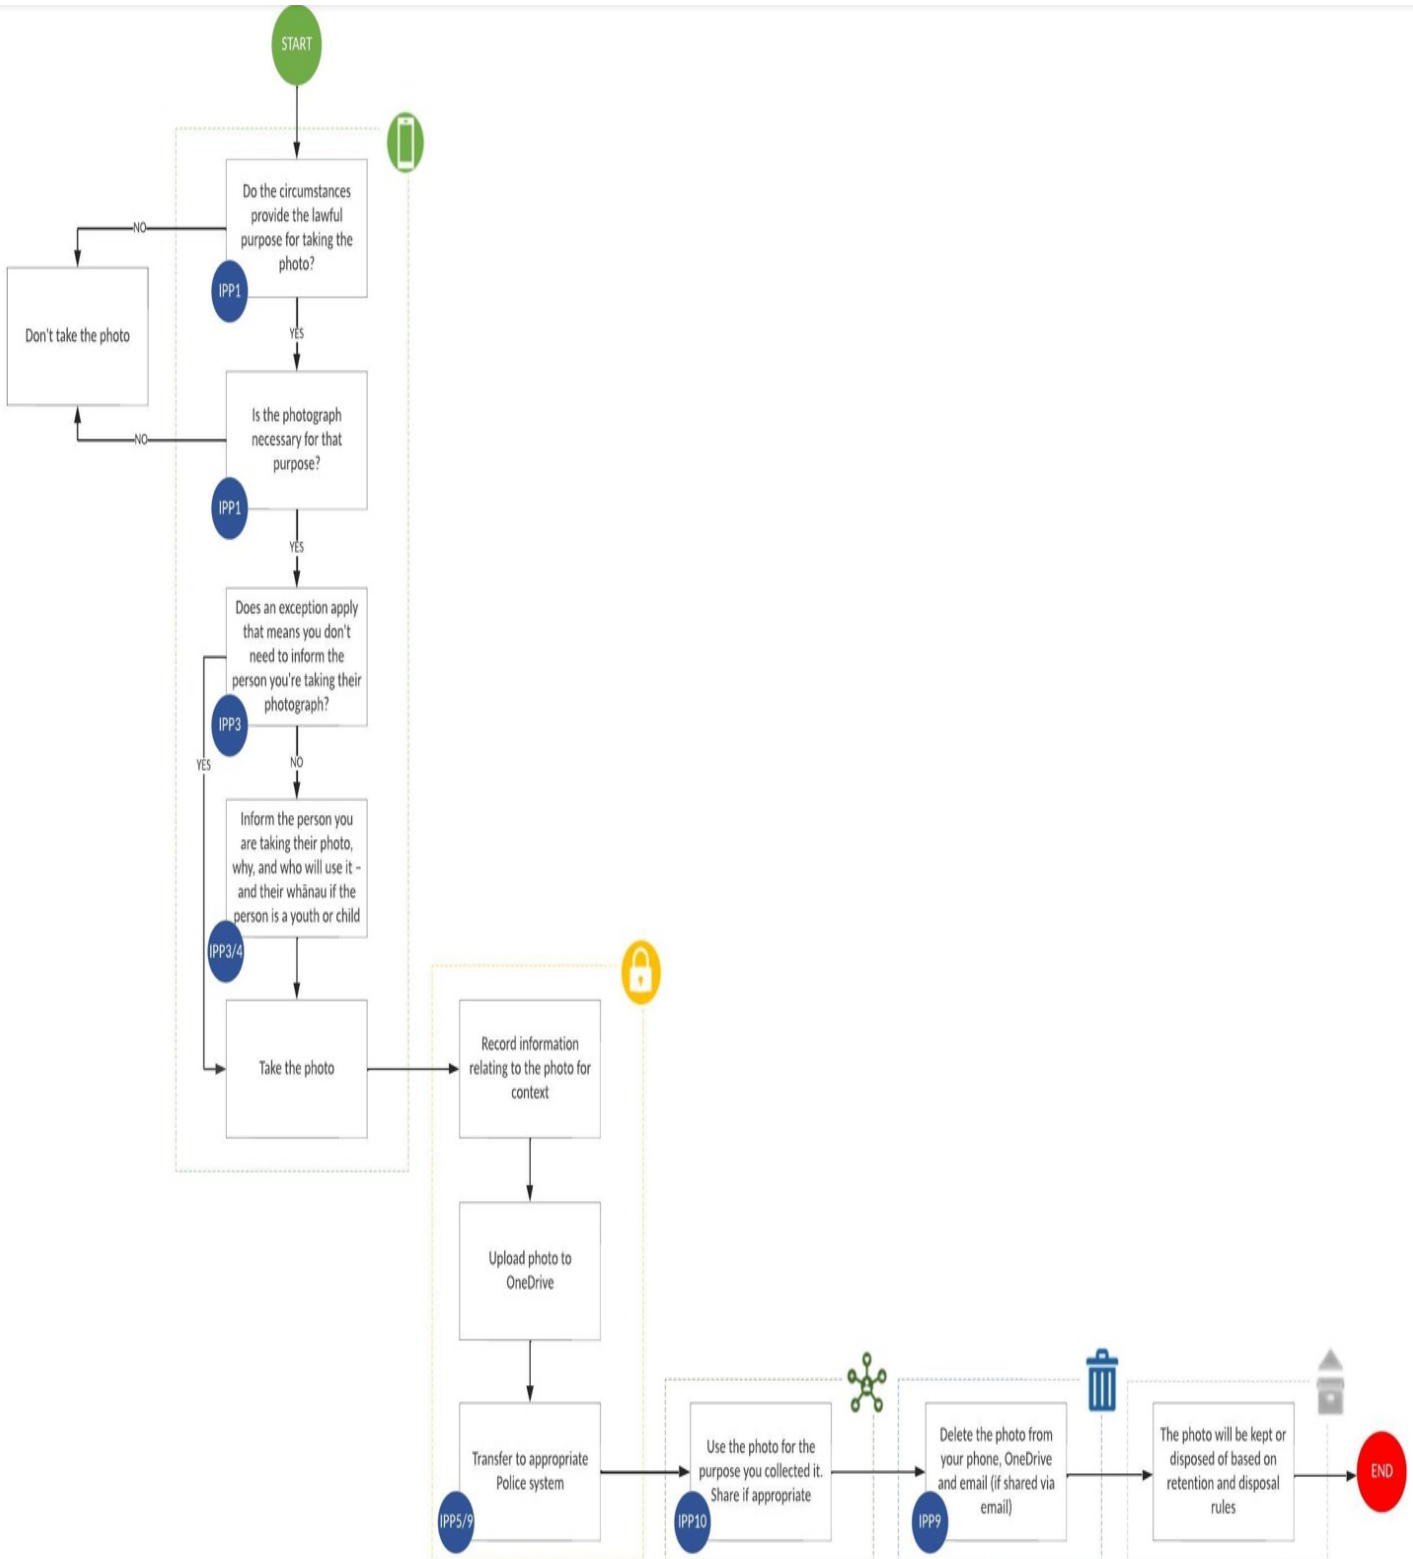 START
Do the circumstances
provide the lawful
purpose for taking the
photo?
IPP1
NO
YES
Don't take the photo
Is the photograph
necessary for that
purpose?
IPP1
NO
YES
Does an exception apply
that means you don't
need to inform the
person you're taking their
photograph?
IPP3
YES
NO
Inform the person you
are taking their photo,
why, and who will use it –
and their whānau if the
person is a youth or child
IPP3/4
Take the photo
Record information
relating to the photo for
context
Upload photo to
OneDrive
Transfer to appropriate
Police system
IPP5/9
Use the photo for the
purpose you collected it.
Share if appropriate
IPP10
Delete the photo from
your phone, OneDrive
and email (if shared via
email)
IPP9
The photo will be kept or
disposed of based on
retention and disposal
rules
END